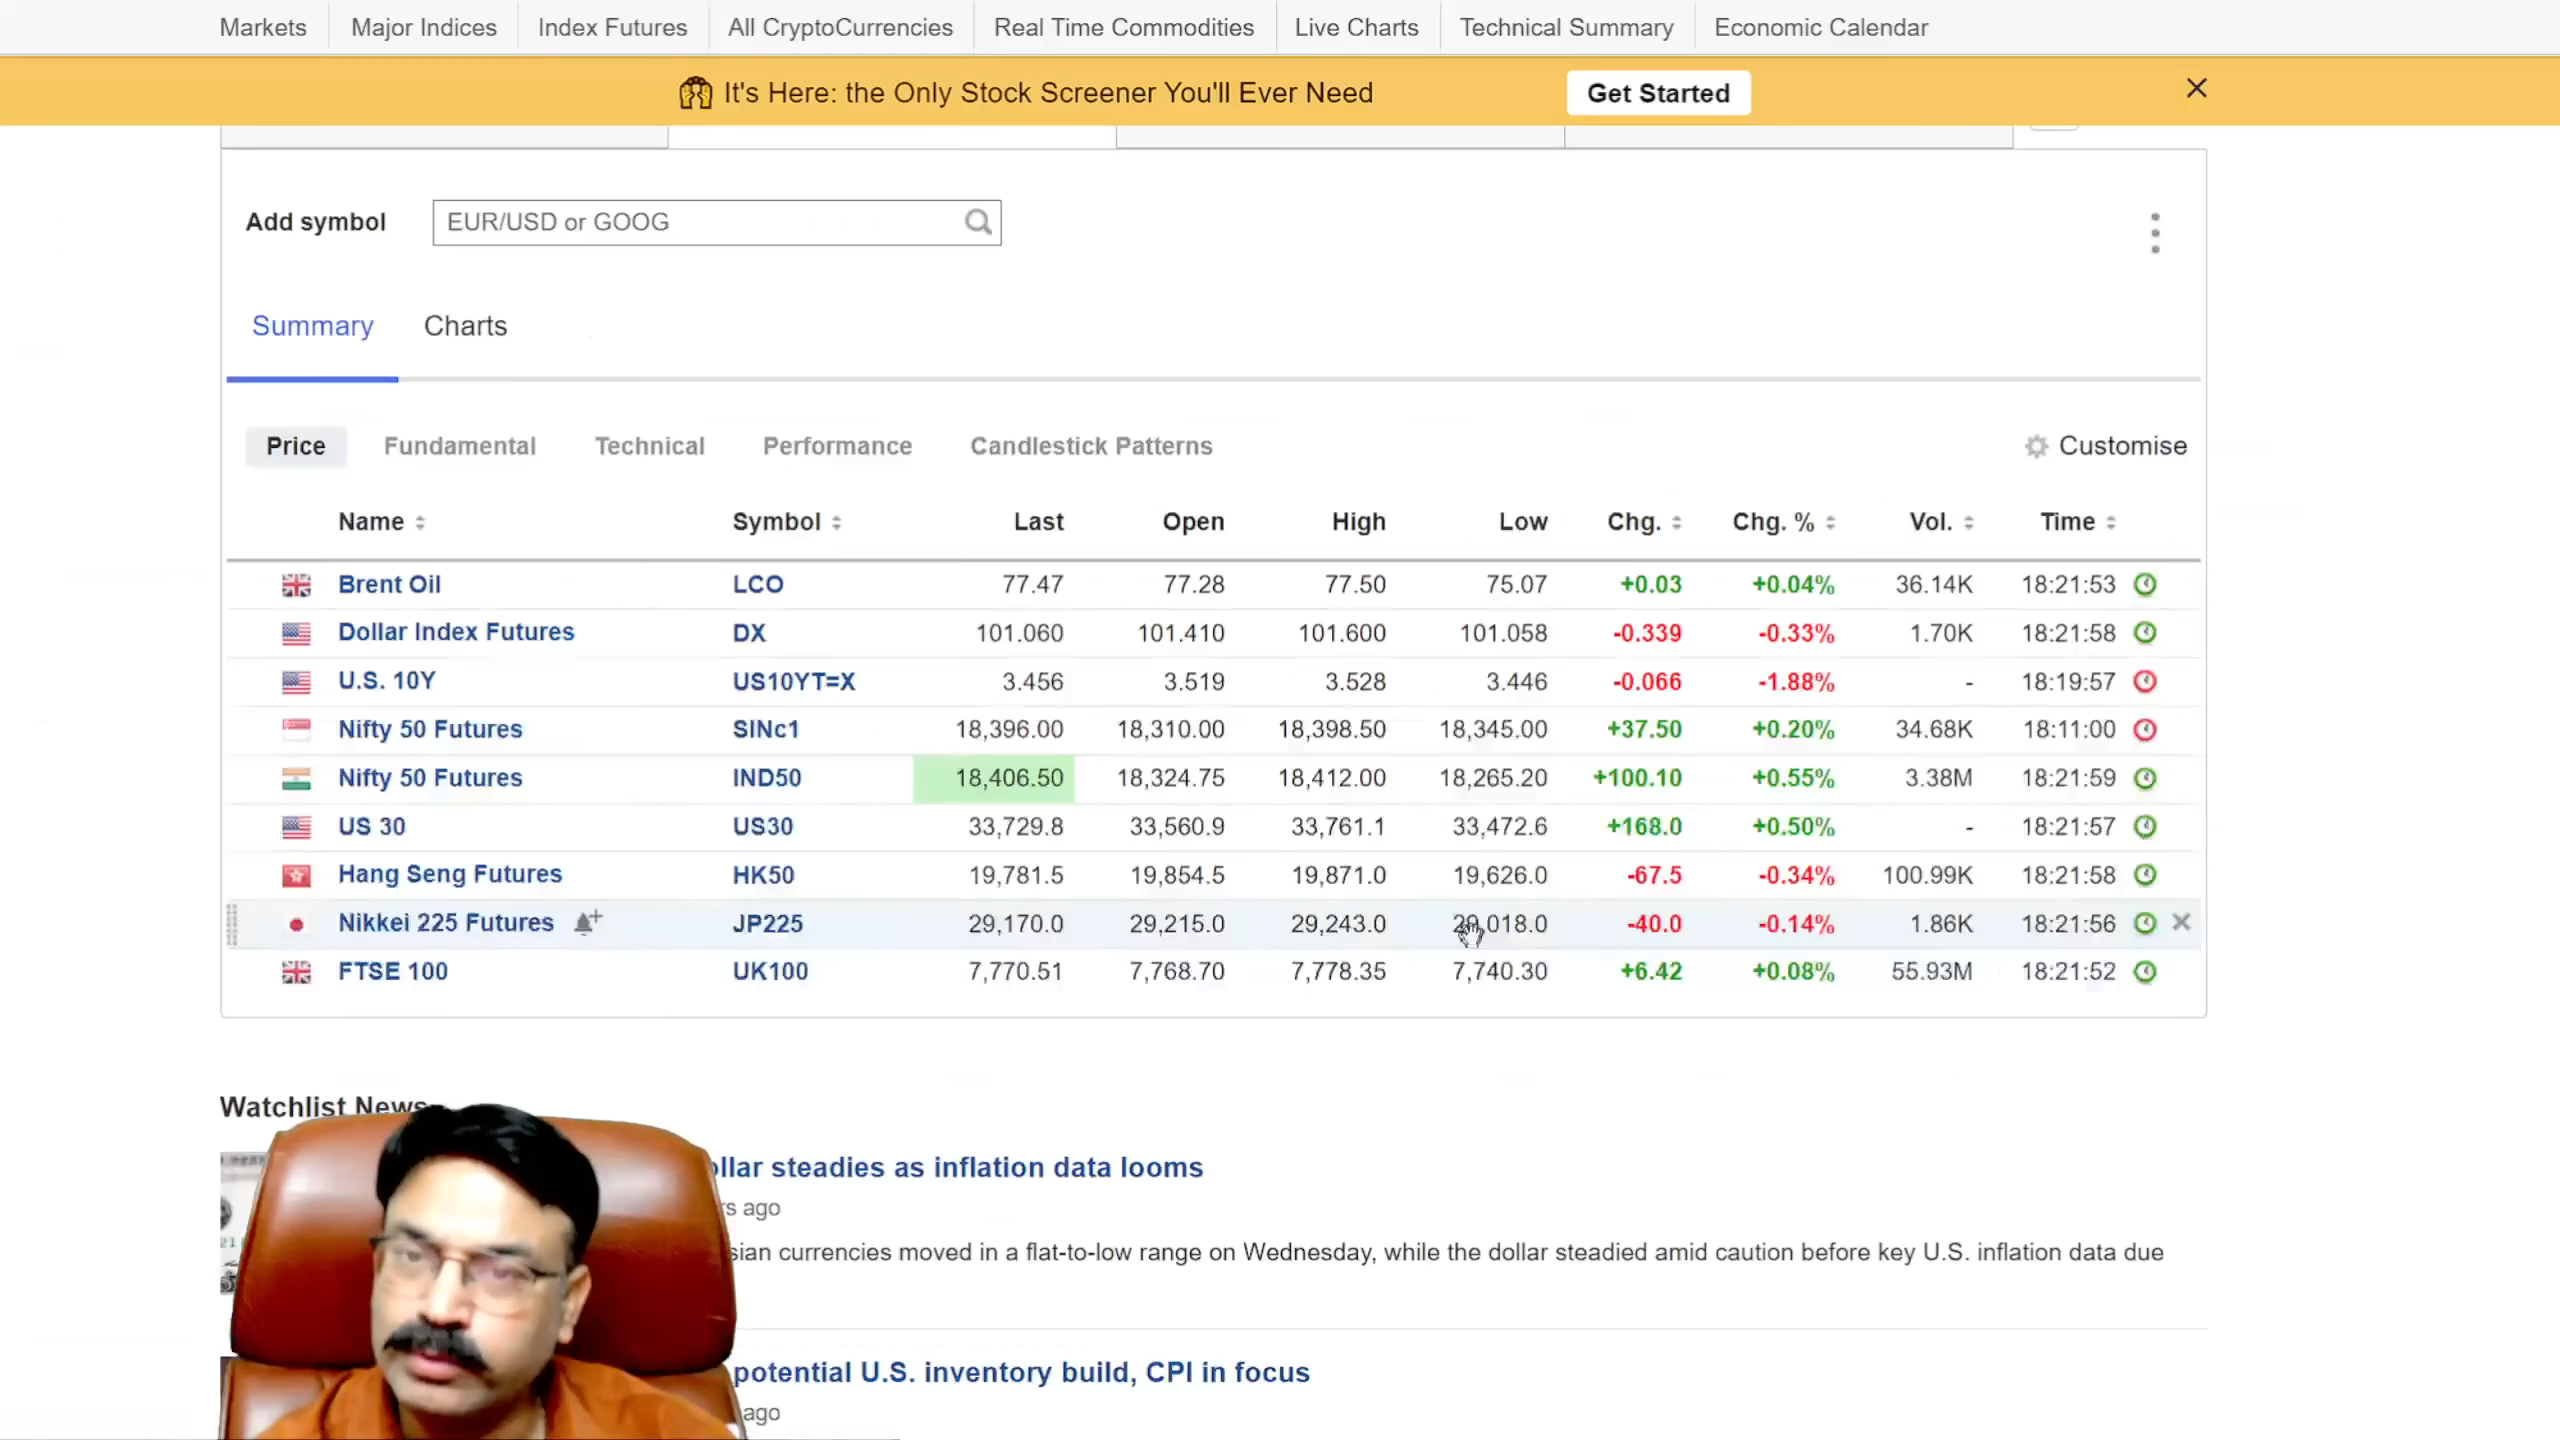 Markets Major Indices Index Futures All CryptoCurrencies Real Time Commodities Live Charts Technical Summary Economic Calendar
It's Here: the Only Stock Screener You'll Ever Need Get Started
Add symbol EUR/USD or GOOG
Summary Charts
Price Fundamental Technical Performance Candlestick Patterns Customise
Name Symbol Last Open High Low Chg. Chg. % Vol. Time
Brent Oil LCO 77.47 77.28 77.50 75.07 +0.03 +0.04% 36.14K 18:21:53
Dollar Index Futures DX 101.060 101.410 101.600 101.058 -0.339 -0.33% 1.70K 18:21:58
U.S. 10Y US10YT=X 3.456 3.519 3.528 3.446 -0.066 -1.88% - 18:19:57
Nifty 50 Futures SINc1 18,396.00 18,310.00 18,398.50 18,345.00 +37.50 +0.20% 34.68K 18:11:00
Nifty 50 Futures IND50 18,406.50 18,324.75 18,412.00 18,265.20 +100.10 +0.55% 3.38M 18:21:59
US 30 US30 33,729.8 33,560.9 33,761.1 33,472.6 +168.0 +0.50% - 18:21:57
Hang Seng Futures HK50 19,781.5 19,854.5 19,871.0 19,626.0 -67.5 -0.34% 100.99K 18:21:58
Nikkei 225 Futures JP225 29,170.0 29,215.0 29,243.0 29,018.0 -40.0 -0.14% 1.86K 18:21:56
FTSE 100 UK100 7,770.51 7,768.70 7,778.35 7,740.30 +6.42 +0.08% 55.93M 18:21:52
Watchlist News
steadies as inflation data looms
ago
currencies moved in a flat-to-low range on Wednesday, while the dollar steadied amid caution before key U.S. inflation data due
potential U.S. inventory build, CPI in focus
ago